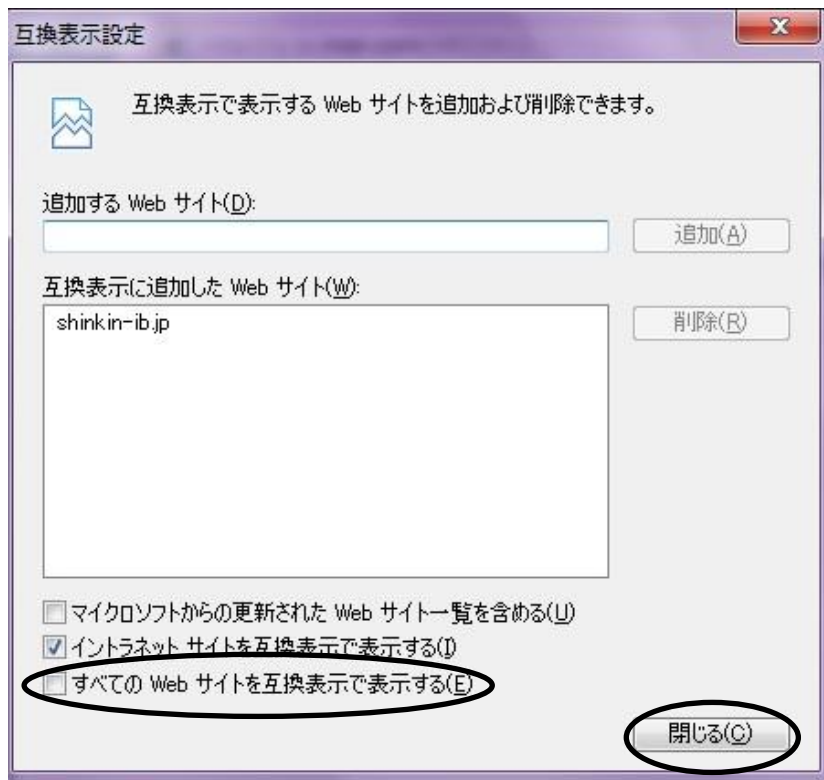 互換表示設定
互換表示で表示する Web サイトを追加および削除できます。
追加する Web サイト(D):
追加(A)
互換表示に追加した Web サイト(W):
shinkin-ib.jp
削除(R)
マイクロソフトからの更新された Web サイト一覧を含める(U)
イントラネット サイトを互換表示で表示する(I)
すべての Web サイトを互換表示で表示する(E)
閉じる(C)